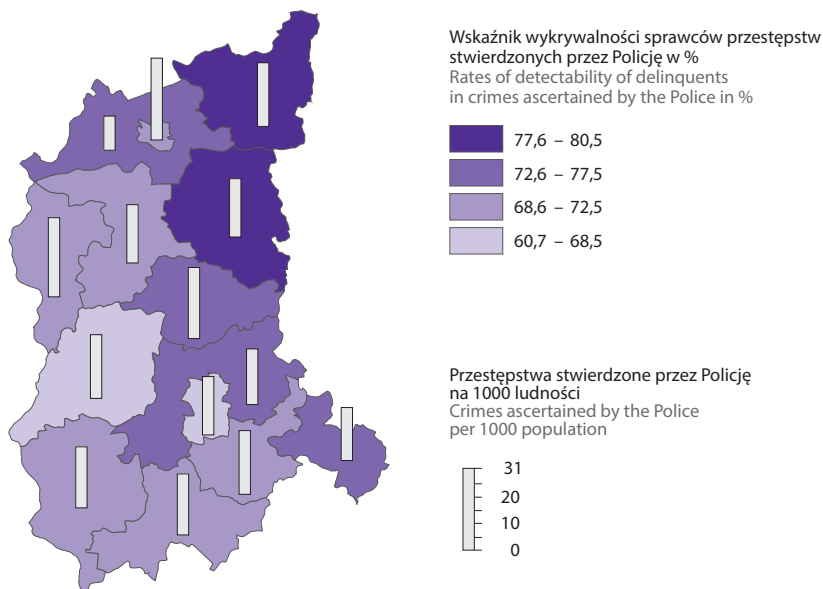 Wskaźnik wykrywalności sprawców przestępstw
stwierdzonych przez Policję w %
Rates of detectability of delinquents
in crimes ascertained by the Police in %
77,6 – 80,5
72,6 – 77,5
68,6 – 72,5
60,7 – 68,5
Przestępstwa stwierdzone przez Policję
na 1000 ludności
Crimes ascertained by the Police
per 1000 population
31
20
10
0